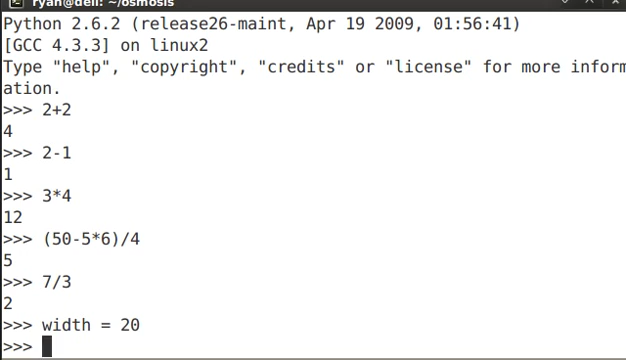 ryan@dell: ~/osmosis
Python 2.6.2 (release26-maint, Apr 19 2009, 01:56:41)
[GCC 4.3.3] on linux2
Type "help", "copyright", "credits" or "license" for more inform
ation.
>>> 2+2
4
>>> 2-1
1
>>> 3*4
12
>>> (50-5*6)/4
5
>>> 7/3
2
>>> width = 20
>>>